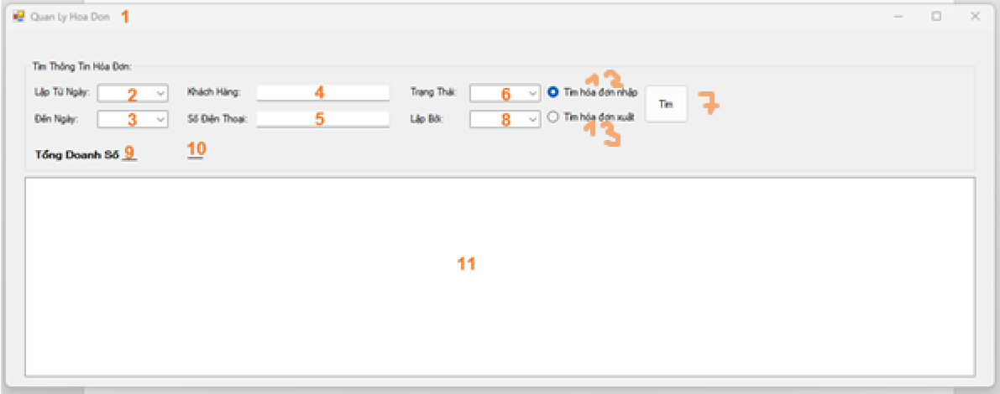 Quan Ly Hoa Don 1
Tìm Thông Tin Hóa Đơn:
Lập Từ Ngày: 2 Khách Hàng: 4 Trạng Thái: 6 Tìm hóa đơn nhập 12 Tìm 7
Đến Ngày: 3 Số Điện Thoại: 5 Lập Bởi: 8 Tìm hóa đơn xuất 13
Tổng Doanh Số 9 10
11